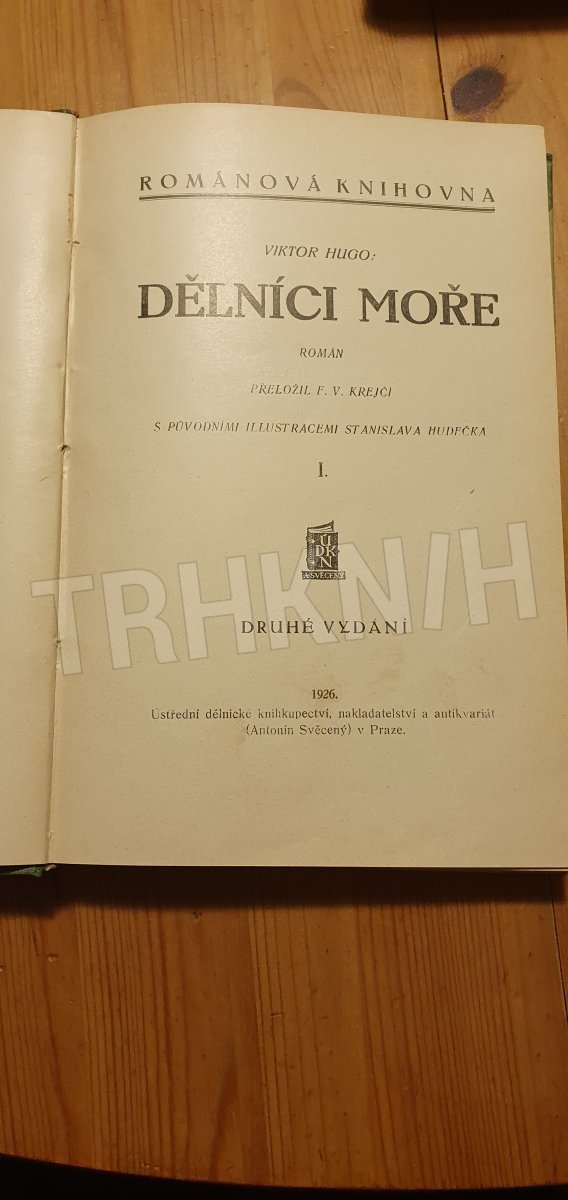 ROMÁNOVÁ KNIHOVNA
VIKTOR HUGO:
DĚLNÍCI MOŘE
ROMÁN
PŘELOŽIL F. V. KREJČÍ
S PŮVODNÍMI ILLUSTRACEMI STANISLAVA HUDEČKA
I.
UDKN
A SVĚCENÝ
TRHKNIH
DRUHÉ VYDÁNÍ
1926.
Ústřední dělnické knihkupectví, nakladatelství a antikvariát
(Antonín Svěcený) v Praze.